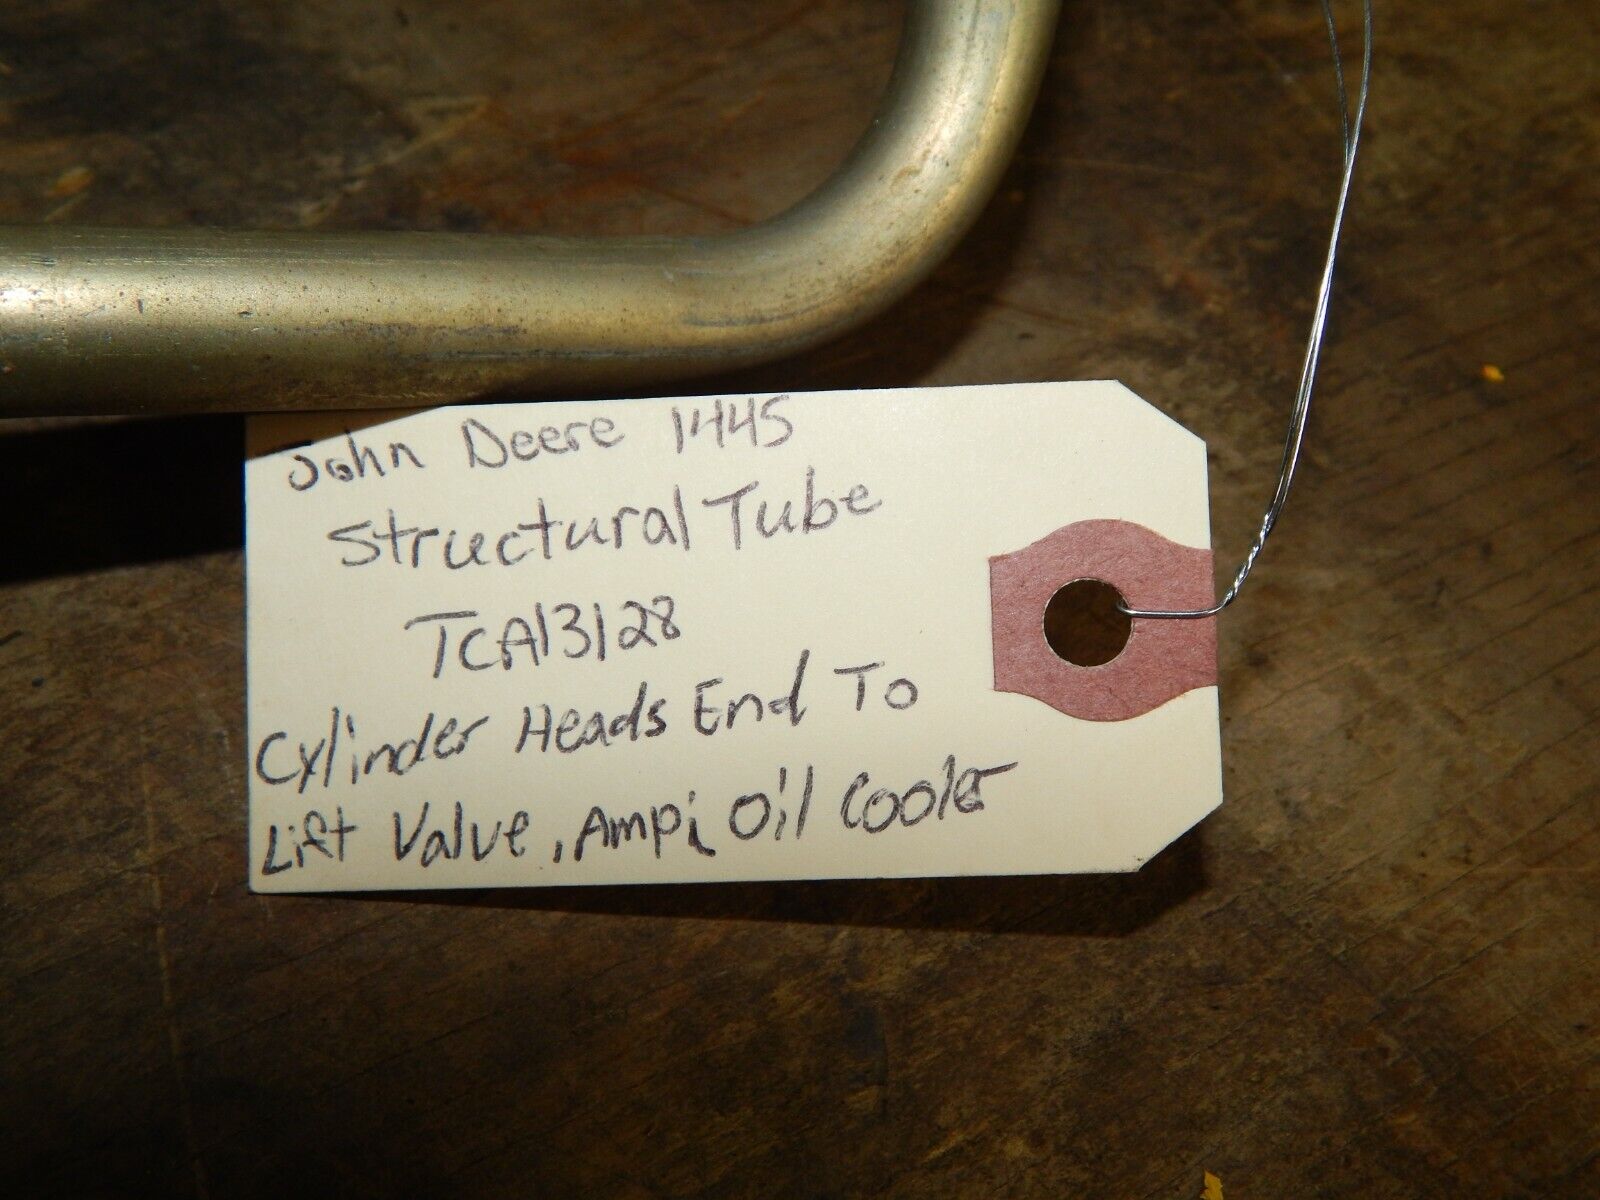 John Deere 1445
Structural Tube
TCA13128
Cylinder Heads End To
Lift Valve, Ampi Oil Cooler